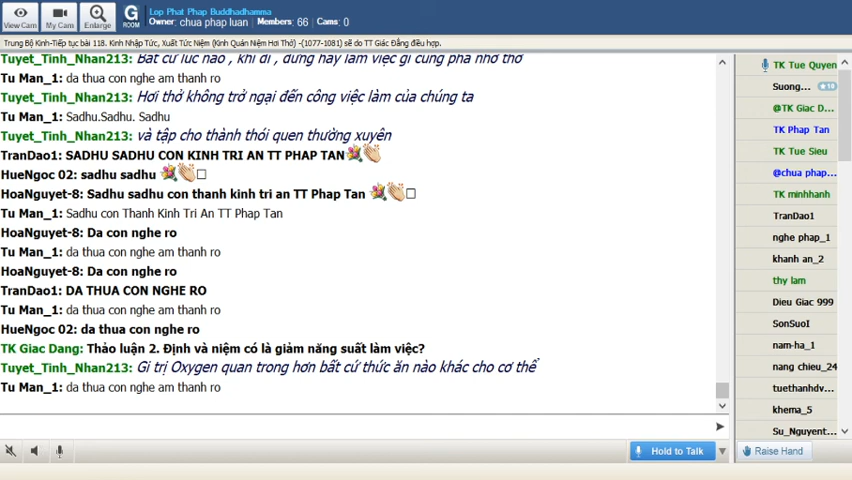 Lop Phat Phap Buddhadhamma
Owner: chua phap luan Members: 66 Cams: 0
View Cam My Cam Enlarge G ROOM
Trung Bộ Kinh-Tiếp tục bài 118. Kinh Nhập Tức, Xuất Tức Niệm (Kinh Quán Niệm Hơi Thở) -(1077-1081) sẽ do TT Giác Đẳng điều hợp.
Tuyet_Tinh_Nhan213: Bất cứ lúc nào , khi đi , đứng hay làm việc gì cũng phả nhớ thở
Tu Man_1: da thua con nghe am thanh ro
Tuyet_Tinh_Nhan213: Hơi thở không trở ngại đến công việc làm của chúng ta
Tu Man_1: Sadhu.Sadhu. Sadhu
Tuyet_Tinh_Nhan213: và tập cho thành thói quen thường xuyên
TranDao1: SADHU SADHU CON KINH TRI AN TT PHAP TAN
HueNgoc 02: sadhu sadhu
HoaNguyet-8: Sadhu sadhu con thanh kinh tri an TT Phap Tan
Tu Man_1: Sadhu con Thanh Kinh Tri An TT Phap Tan
HoaNguyet-8: Da con nghe ro
Tu Man_1: da thua con nghe am thanh ro
HoaNguyet-8: Da con nghe ro
TranDao1: DA THUA CON NGHE RO
Tu Man_1: da thua con nghe am thanh ro
HueNgoc 02: da thua con nghe ro
TK Giac Dang: Thảo luận 2. Định và niệm có là giảm năng suất làm việc?
Tuyet_Tinh_Nhan213: Gi trị Oxygen quan trong hơn bất cứ thức ăn nào khác cho cơ thể
Tu Man_1: da thua con nghe am thanh ro
TK Tue Quyen
Suong... 10
@TK Giac D...
TK Phap Tan
TK Tue Sieu
@chua phap...
TK minhhanh
TranDao1
nghe phap_1
khanh an_2
thy lam
Dieu Giac 999
SonSuoI
nam-ha_1
nang chieu_24
tuethanhdv...
khema_5
Su_Nguyent...
Hold to Talk
Raise Hand